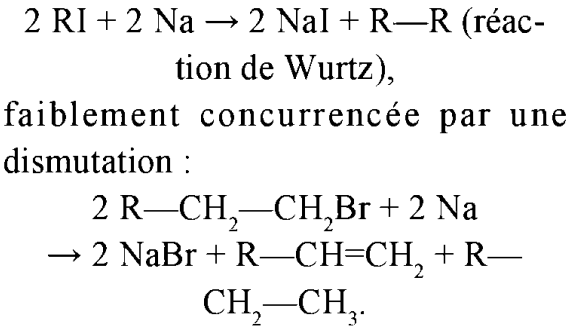 2 RI + 2 Na → 2 NaI + R—R (réac-
tion de Wurtz),
faiblement concurrencée par une
dismutation :
2 R—CH₂—CH₂Br + 2 Na
→ 2 NaBr + R—CH=CH₂ + R—
CH₂—CH₃.